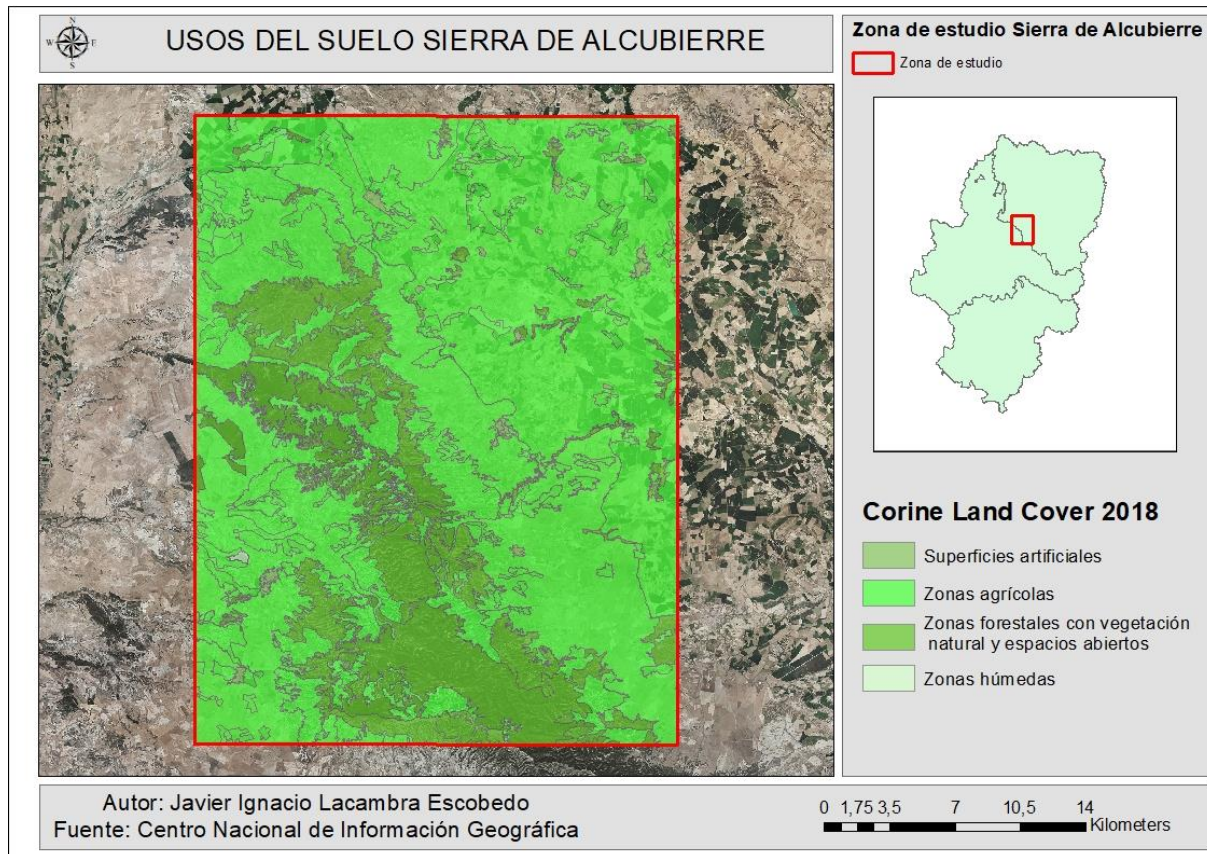 N
W E
S
USOS DEL SUELO SIERRA DE ALCUBIERRE
Zona de estudio Sierra de Alcubierre
Zona de estudio
Corine Land Cover 2018
Superficies artificiales
Zonas agrícolas
Zonas forestales con vegetación
natural y espacios abiertos
Zonas húmedas
Autor: Javier Ignacio Lacambra Escobedo
Fuente: Centro Nacional de Información Geográfica
0 1,75 3,5 7 10,5 14
Kilometers